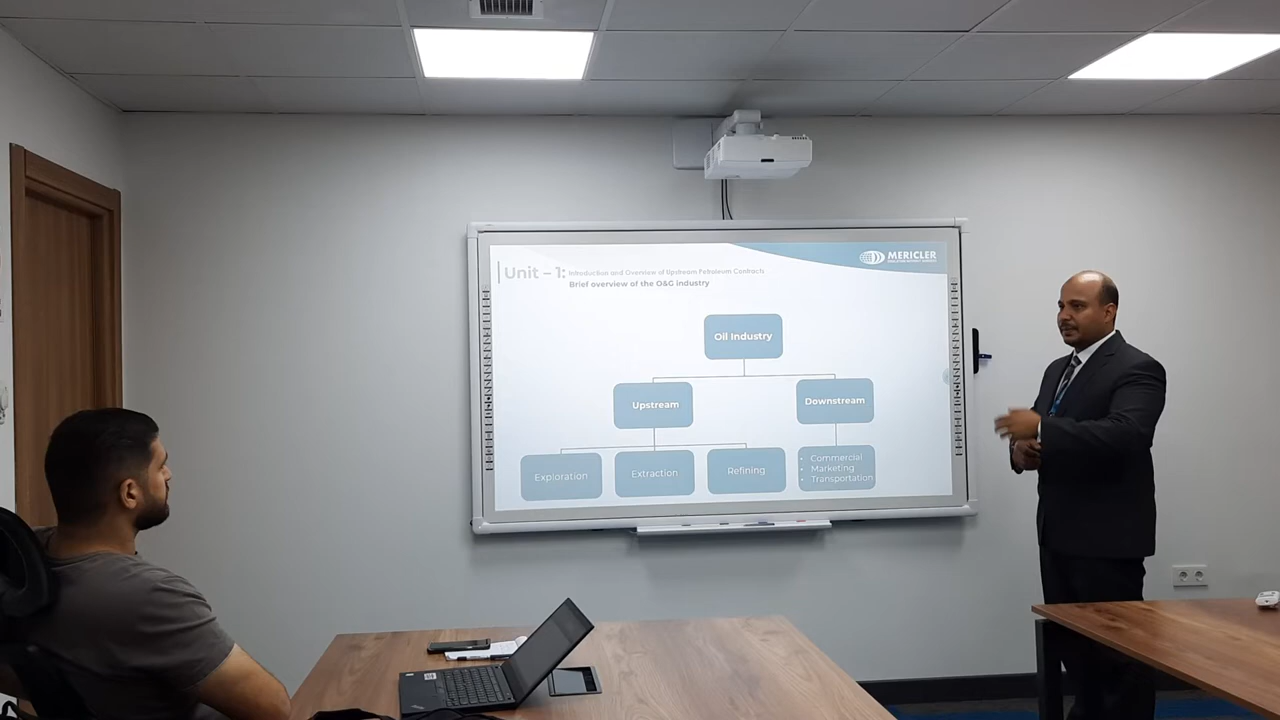 Unit – 1: Introduction and Overview of Upstream Petroleum Contracts
Brief overview of the O&G industry
MERICLER
Oil Industry
Upstream
Downstream
Exploration
Extraction
Refining
• Commercial
• Marketing
• Transportation